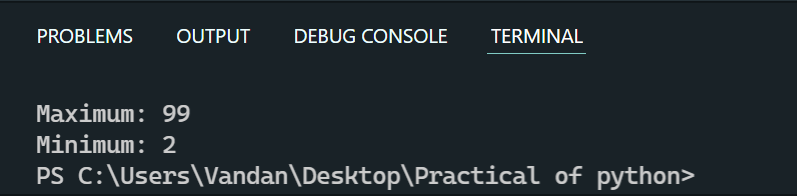 PROBLEMS OUTPUT DEBUG CONSOLE TERMINAL
Maximum: 99
Minimum: 2
PS C:\Users\Vandan\Desktop\Practical of python>